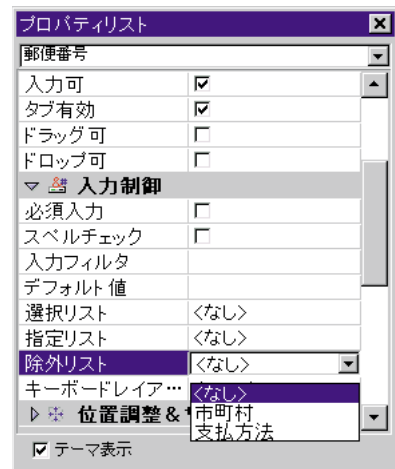 プロパティリスト
郵便番号
入力可
タブ有効
ドラッグ可
ドロップ可
入力制御
必須入力
スペルチェック
入力フィルタ
デフォルト値
選択リスト <なし>
指定リスト <なし>
除外リスト <なし>
キーボードレイア… <なし>
位置調整& 市町村
支払方法
テーマ表示